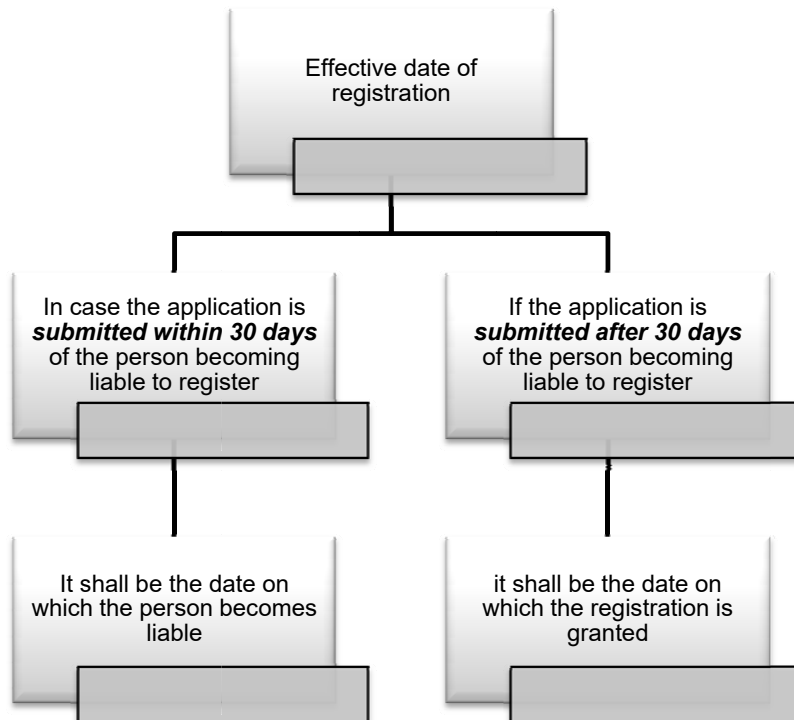 Effective date of
registration
In case the application is
submitted within 30 days
of the person becoming
liable to register
If the application is
submitted after 30 days
of the person becoming
liable to register
It shall be the date on
which the person becomes
liable
it shall be the date on
which the registration is
granted